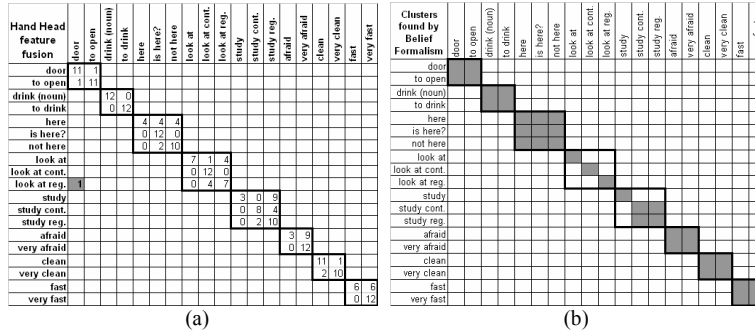 Hand Head feature fusion door to open drink (noun) to drink here is here? not here look at look at cont. look at reg. study study cont. study reg. afraid very afraid clean very clean fast very fast
door 11 1
to open 1 11
drink (noun) 12 0
to drink 0 12
here 4 4 4
is here? 0 12 0
not here 0 2 10
look at 7 1 4
look at cont. 0 12 0
look at reg. 1 0 4 7
study 3 0 9
study cont. 0 8 4
study reg. 0 2 10
afraid 3 9
very afraid 0 12
clean 11 1
very clean 2 10
fast 6 6
very fast 0 12
(a)
Clusters found by Belief Formalism door to open drink (noun) to drink here is here? not here look at look at cont. look at reg. study study cont. study reg. afraid very afraid clean very clean fast
door
to open
drink (noun)
to drink
here
is here?
not here
look at
look at cont.
look at reg.
study
study cont.
study reg.
afraid
very afraid
clean
very clean
fast
very fast
(b)